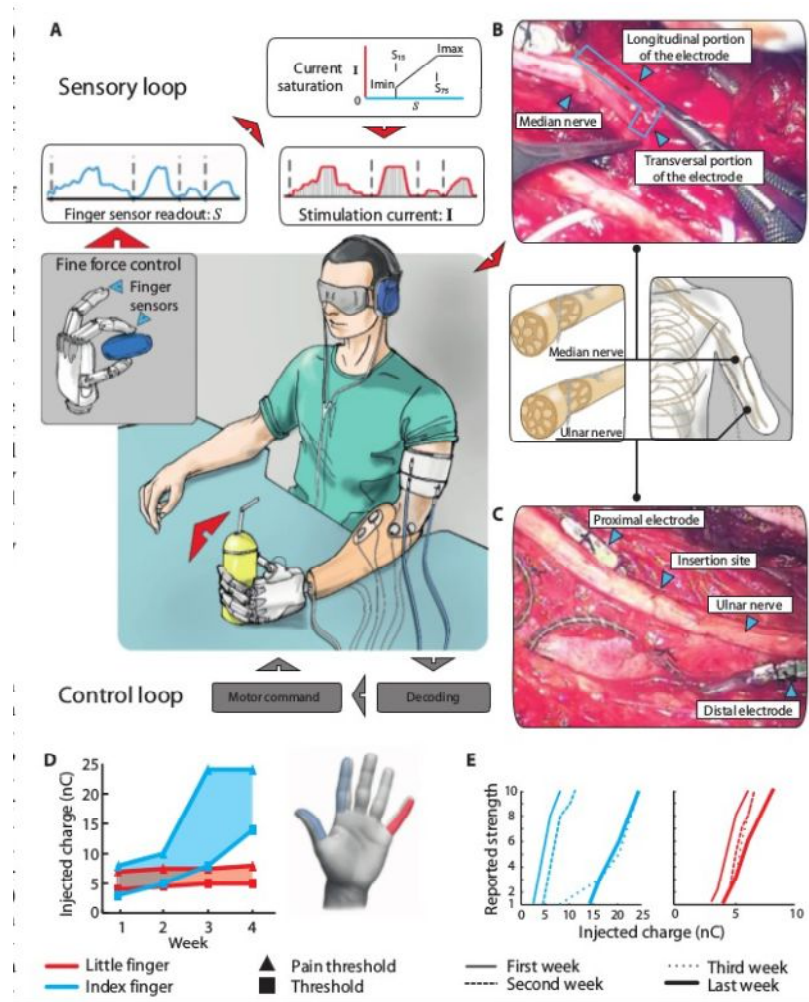 A
Sensory loop
Current
saturation
I
Imin
S15
Imax
S75
0
S
Finger sensor readout: S
Stimulation current: I
Fine force control
Finger
sensors
Control loop
Motor command
Decoding
B
Longitudinal portion
of the electrode
Median nerve
Transversal portion
of the electrode
Median nerve
Ulnar nerve
C
Proximal electrode
Insertion site
Ulnar nerve
Distal electrode
D
Injected charge (nC)
25
20
15
10
5
0
1 2 3 4
Week
Little finger
Index finger
Pain threshold
Threshold
E
Reported strength
10
8
6
4
2
1
0 5 10 15 20 25
0 5 10
Injected charge (nC)
First week
Second week
Third week
Last week